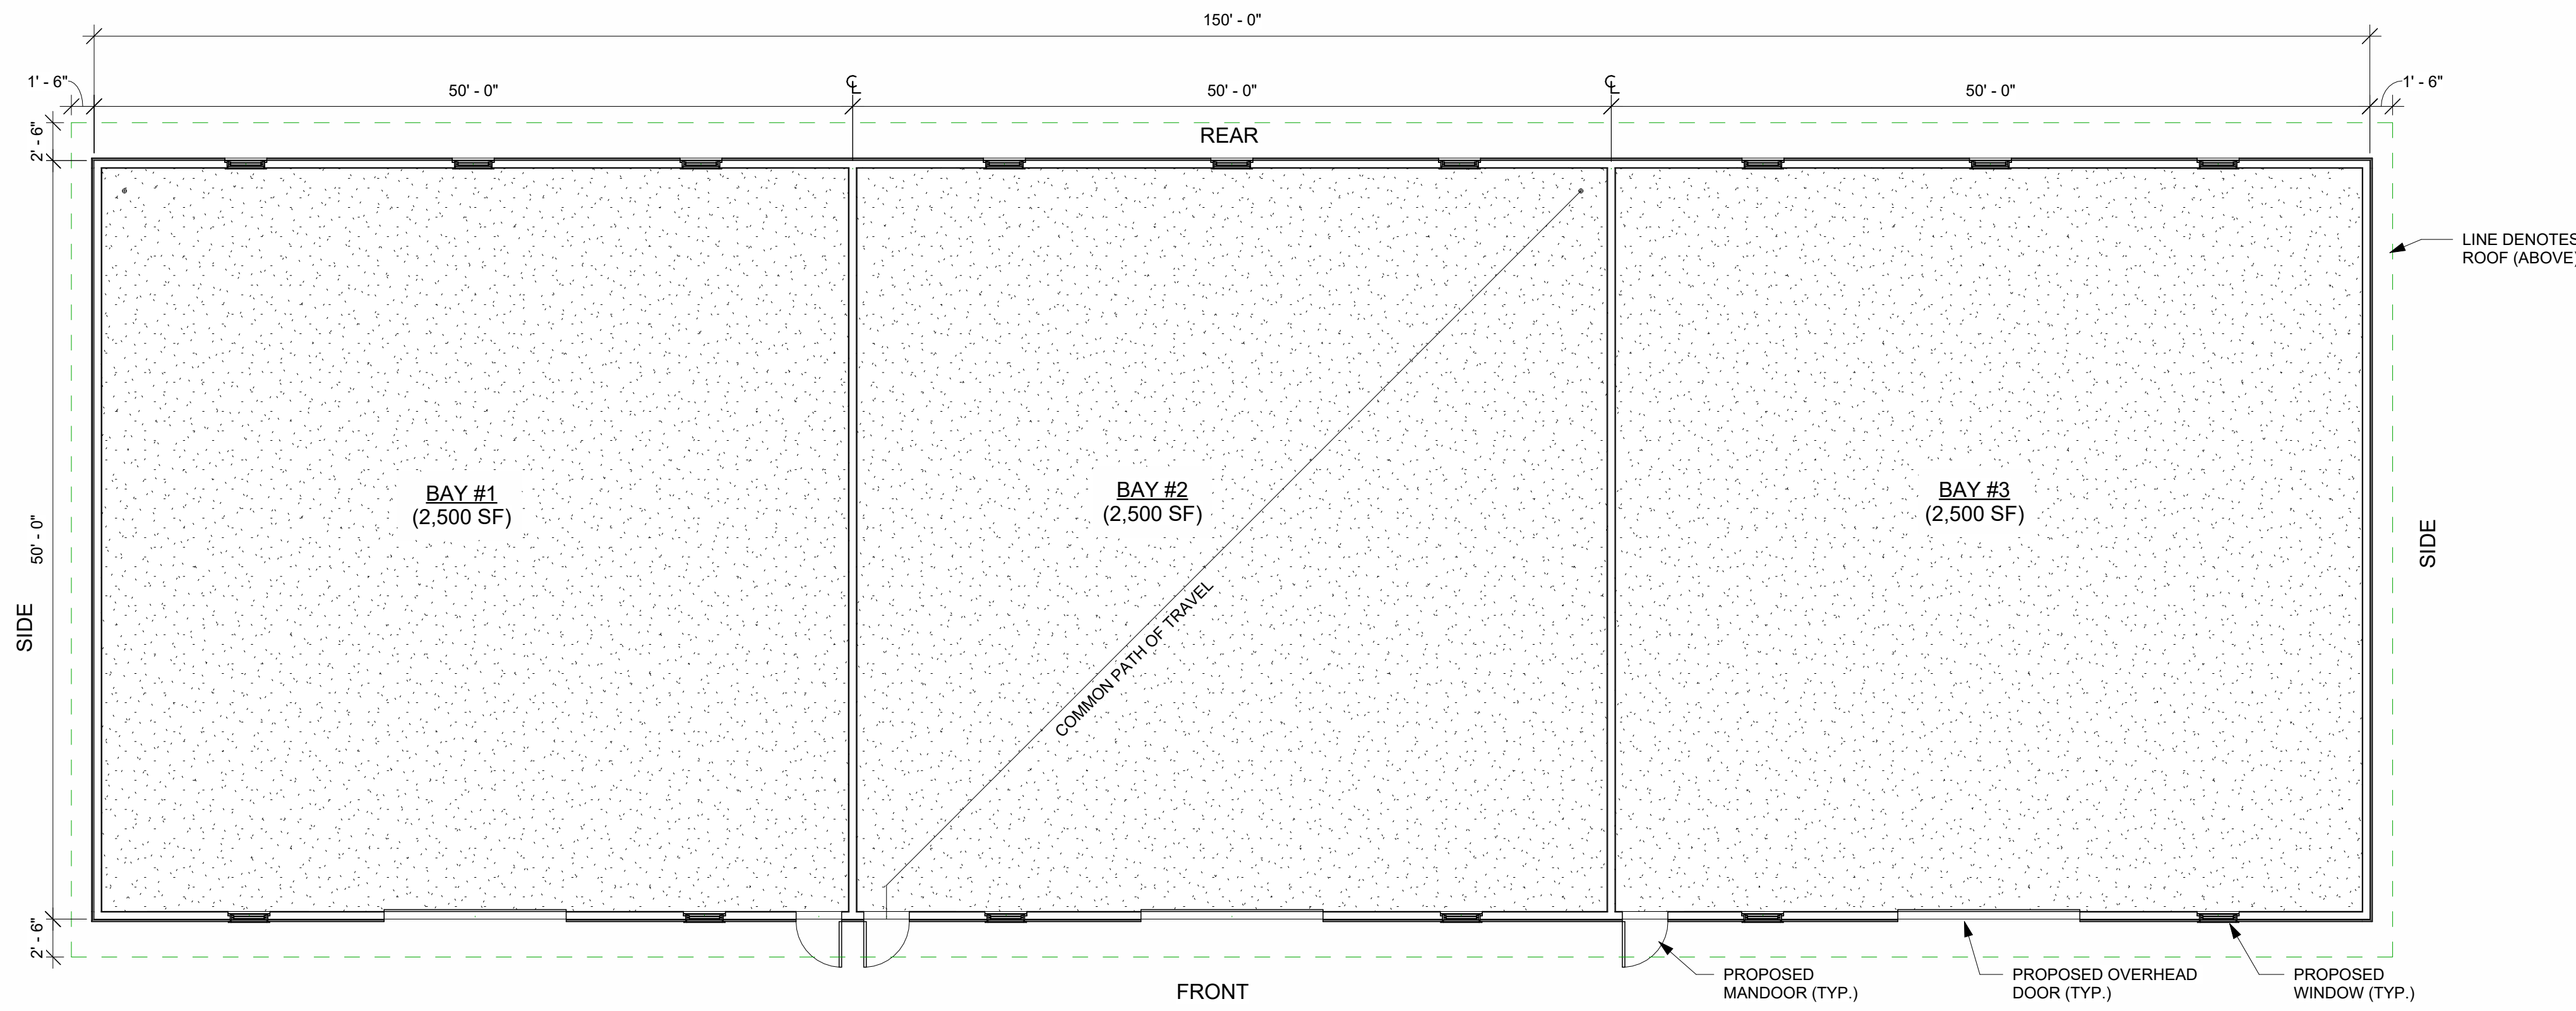 150' - 0"
1' - 6"
50' - 0"
℄
50' - 0"
℄
50' - 0"
1' - 6"
2' - 6"
REAR
LINE DENOTES
ROOF (ABOVE)
BAY #1
(2,500 SF)
BAY #2
(2,500 SF)
BAY #3
(2,500 SF)
50' - 0"
SIDE
SIDE
COMMON PATH OF TRAVEL
2' - 6"
FRONT
PROPOSED
MANDOOR (TYP.)
PROPOSED OVERHEAD
DOOR (TYP.)
PROPOSED
WINDOW (TYP.)